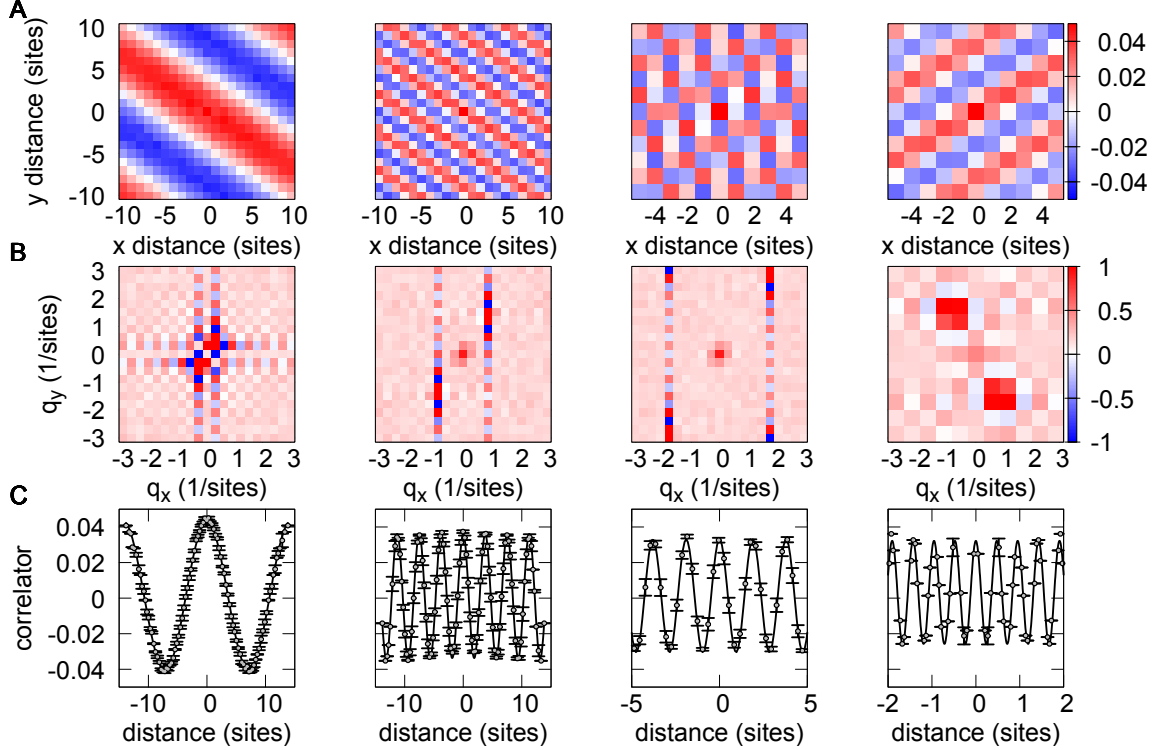 A
y distance (sites)
10
5
0
-5
-10
-10 -5 0 5 10
-10 -5 0 5 10
-4 -2 0 2 4
-4 -2 0 2 4
0.04
0.02
0
-0.02
-0.04
x distance (sites) x distance (sites) x distance (sites) x distance (sites)
B
qy (1/sites)
3
2
1
0
-1
-2
-3
-3 -2 -1 0 1 2 3
-3 -2 -1 0 1 2 3
-3 -2 -1 0 1 2 3
-3 -2 -1 0 1 2 3
1
0.5
0
-0.5
-1
qx (1/sites) qx (1/sites) qx (1/sites) qx (1/sites)
C
correlator
0.04
0.02
0
-0.02
-0.04
-10 0 10
-10 0 10
-5 0 5
-2 -1 0 1 2
distance (sites) distance (sites) distance (sites) distance (sites)